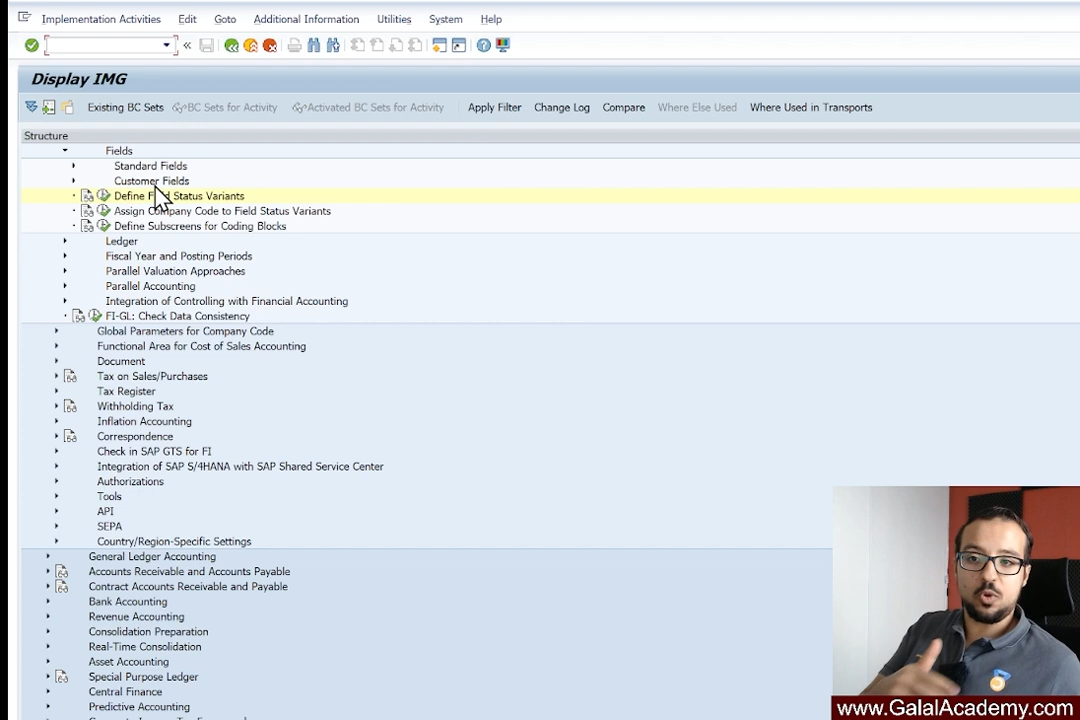 Implementation Activities Edit Goto Additional Information Utilities System Help
Display IMG
Existing BC Sets BC Sets for Activity Activated BC Sets for Activity Apply Filter Change Log Compare Where Else Used Where Used in Transports
Structure
Fields
Standard Fields
Customer Fields
Define Field Status Variants
Assign Company Code to Field Status Variants
Define Subscreens for Coding Blocks
Ledger
Fiscal Year and Posting Periods
Parallel Valuation Approaches
Parallel Accounting
Integration of Controlling with Financial Accounting
FI-GL: Check Data Consistency
Global Parameters for Company Code
Functional Area for Cost of Sales Accounting
Document
Tax on Sales/Purchases
Tax Register
Withholding Tax
Inflation Accounting
Correspondence
Check in SAP GTS for FI
Integration of SAP S/4HANA with SAP Shared Service Center
Authorizations
Tools
API
SEPA
Country/Region-Specific Settings
General Ledger Accounting
Accounts Receivable and Accounts Payable
Contract Accounts Receivable and Payable
Bank Accounting
Revenue Accounting
Consolidation Preparation
Real-Time Consolidation
Asset Accounting
Special Purpose Ledger
Central Finance
Predictive Accounting
www.GalalAcademy.com